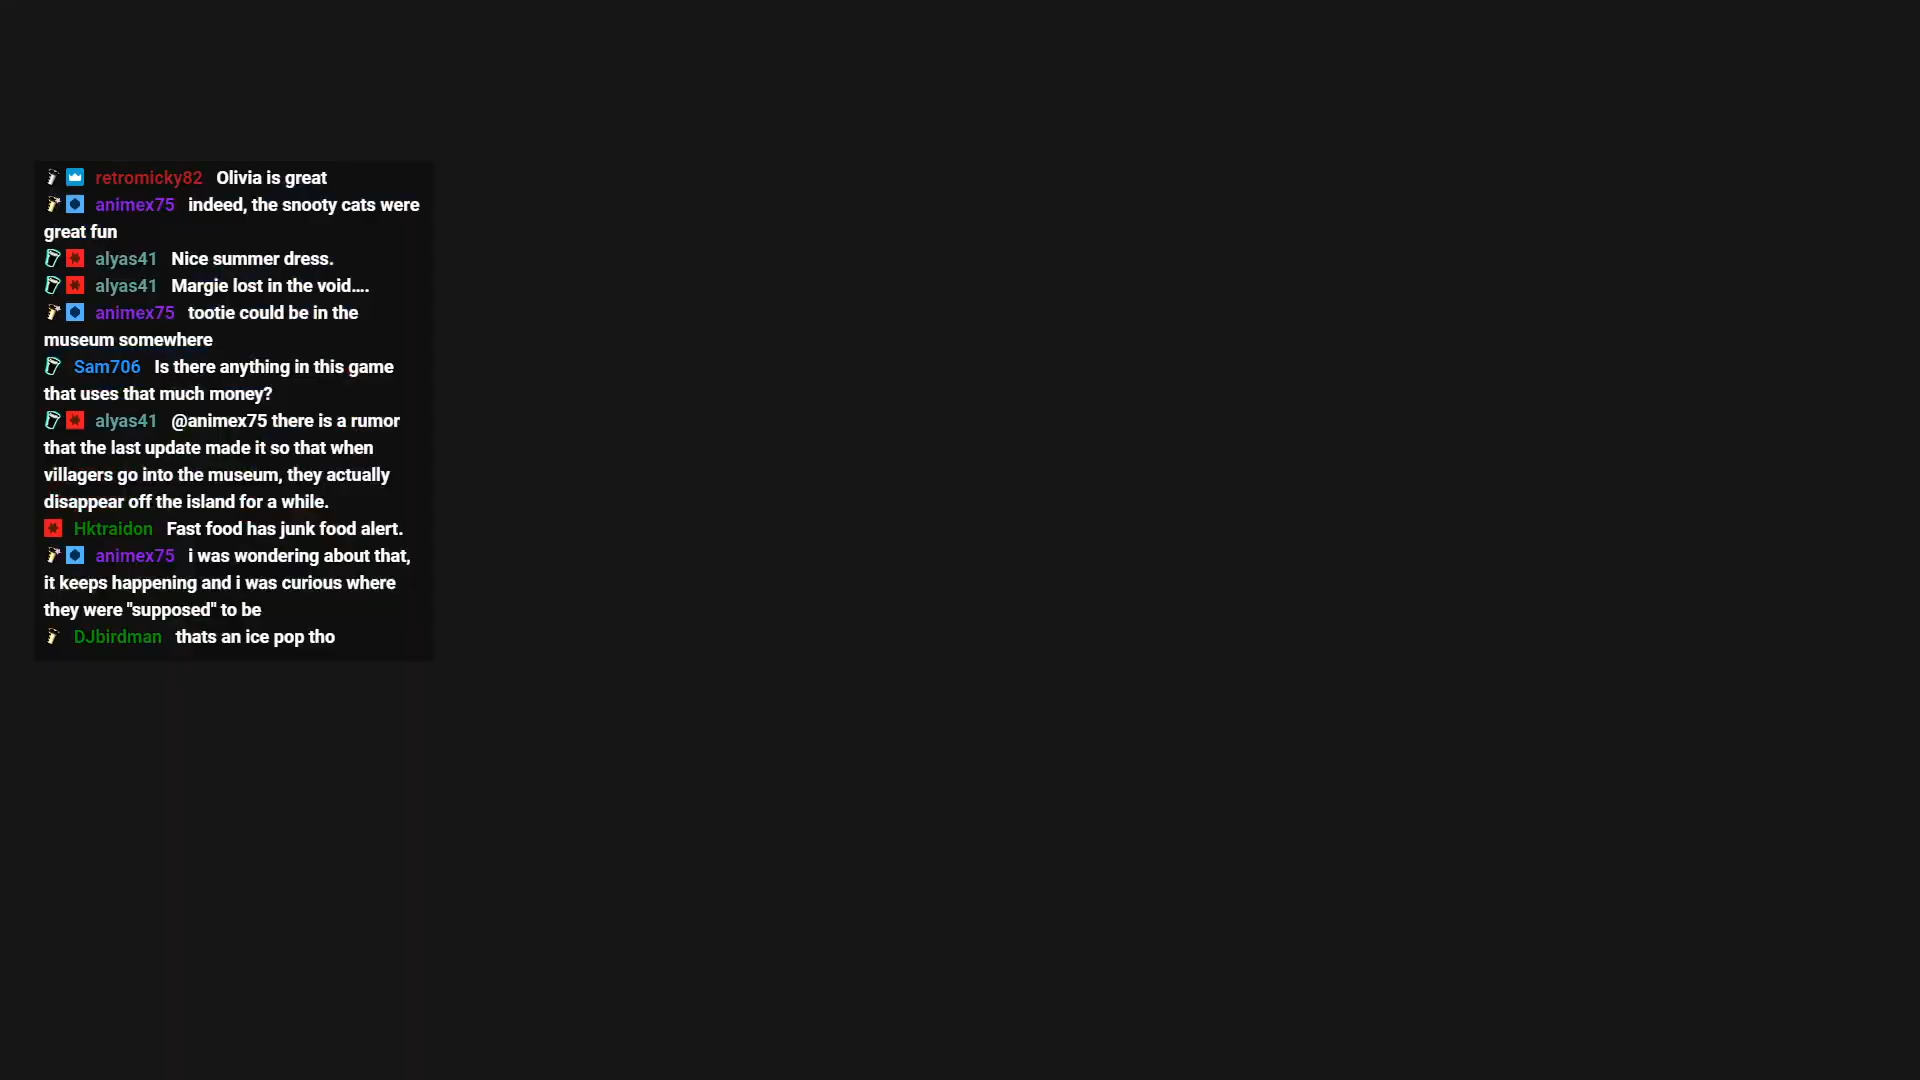 retromicky82 Olivia is great
animex75 indeed, the snooty cats were
great fun
alyas41 Nice summer dress.
alyas41 Margie lost in the void....
animex75 tootie could be in the
museum somewhere
Sam706 Is there anything in this game
that uses that much money?
alyas41 @animex75 there is a rumor
that the last update made it so that when
villagers go into the museum, they actually
disappear off the island for a while.
Hktraidon Fast food has junk food alert.
animex75 i was wondering about that,
it keeps happening and i was curious where
they were "supposed" to be
DJbirdman thats an ice pop tho